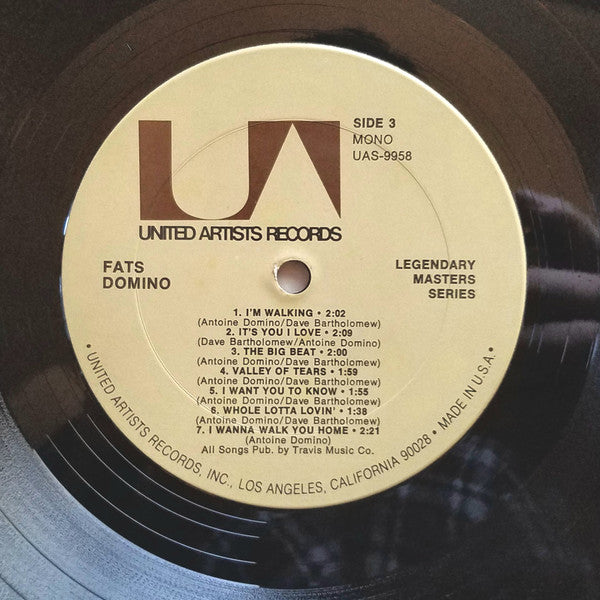 UA
UNITED ARTISTS RECORDS
SIDE 3
MONO
UAS-9958
FATS
DOMINO
LEGENDARY
MASTERS
SERIES
1. I'M WALKING • 2:02
(Antoine Domino/Dave Bartholomew)
2. IT'S YOU I LOVE • 2:09
(Dave Bartholomew/Antoine Domino)
3. THE BIG BEAT • 2:00
(Antoine Domino/Dave Bartholomew)
4. VALLEY OF TEARS • 1:59
(Antoine Domino/Dave Bartholomew)
5. I WANT YOU TO KNOW • 1:55
(Antoine Domino/Dave Bartholomew)
6. WHOLE LOTTA LOVIN' • 1:38
(Antoine Domino/Dave Bartholomew)
7. I WANNA WALK YOU HOME • 2:21
(Antoine Domino)
All Songs Pub. by Travis Music Co.
• UNITED ARTISTS RECORDS, INC., LOS ANGELES, CALIFORNIA 90028 • MADE IN U.S.A. •